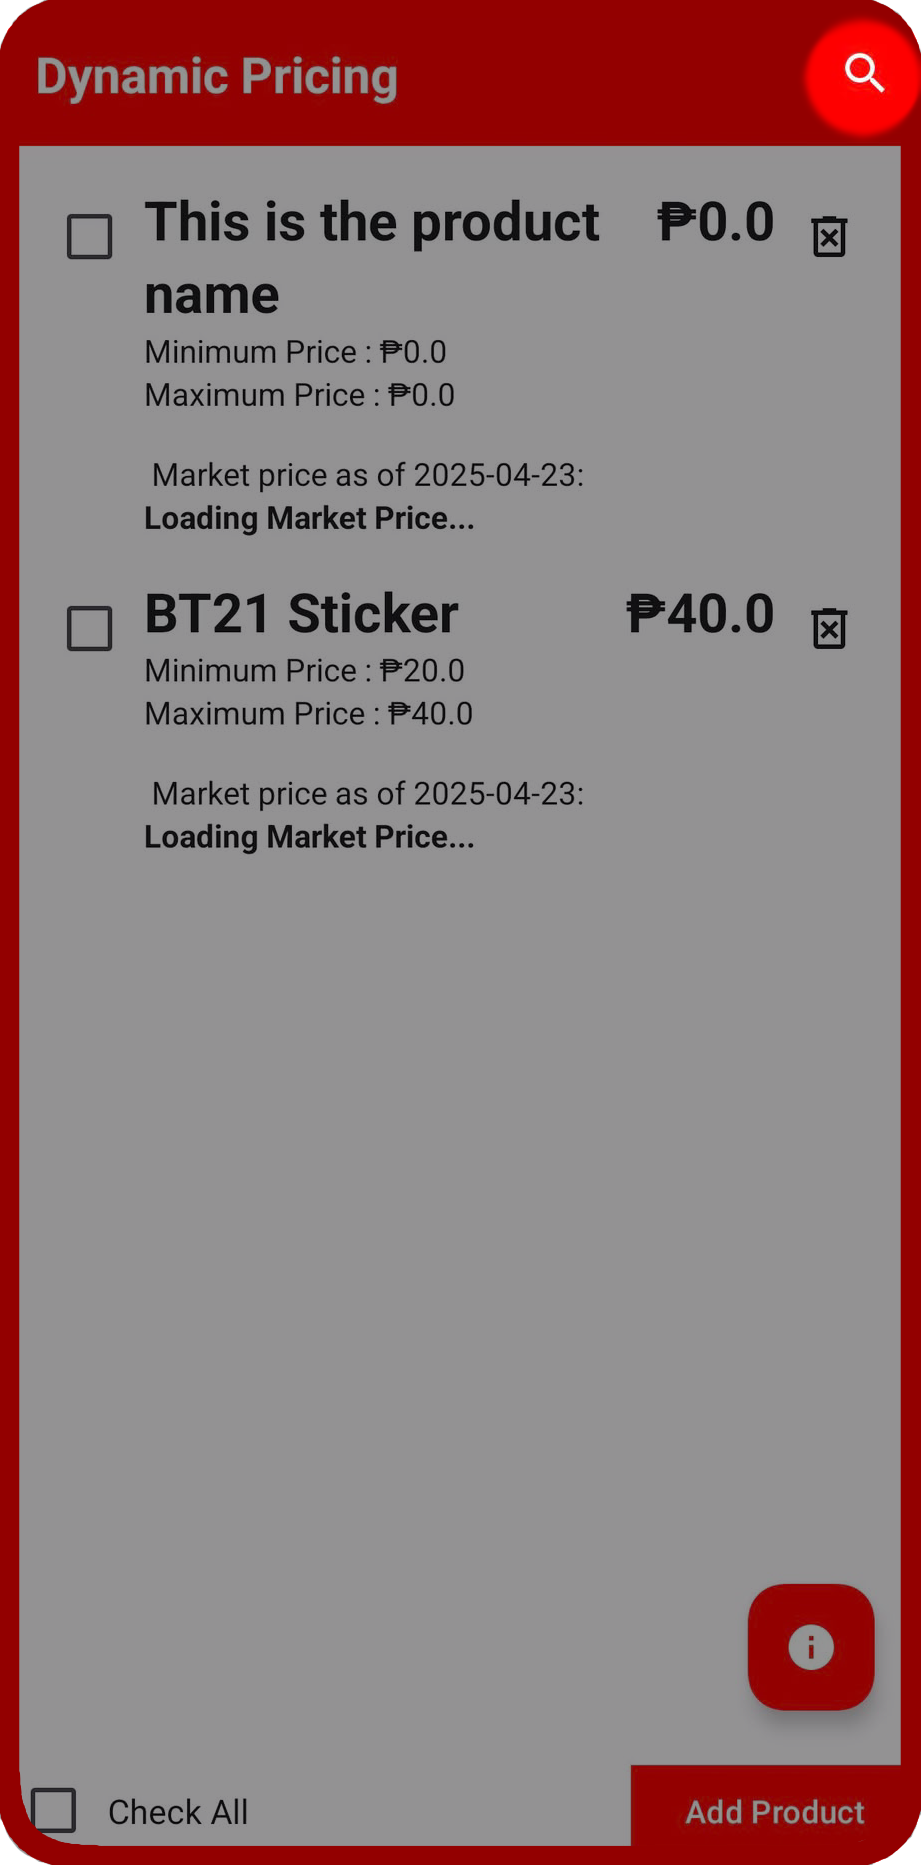 Dynamic Pricing
This is the product ₱0.0
name
Minimum Price : ₱0.0
Maximum Price : ₱0.0
Market price as of 2025-04-23:
Loading Market Price...
BT21 Sticker ₱40.0
Minimum Price : ₱20.0
Maximum Price : ₱40.0
Market price as of 2025-04-23:
Loading Market Price...
Check All Add Product